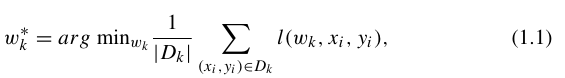 w_k^* = arg min_{w_k} \frac{1}{|D_k|} \sum_{(x_i, y_i) \in D_k} l(w_k, x_i, y_i), (1.1)